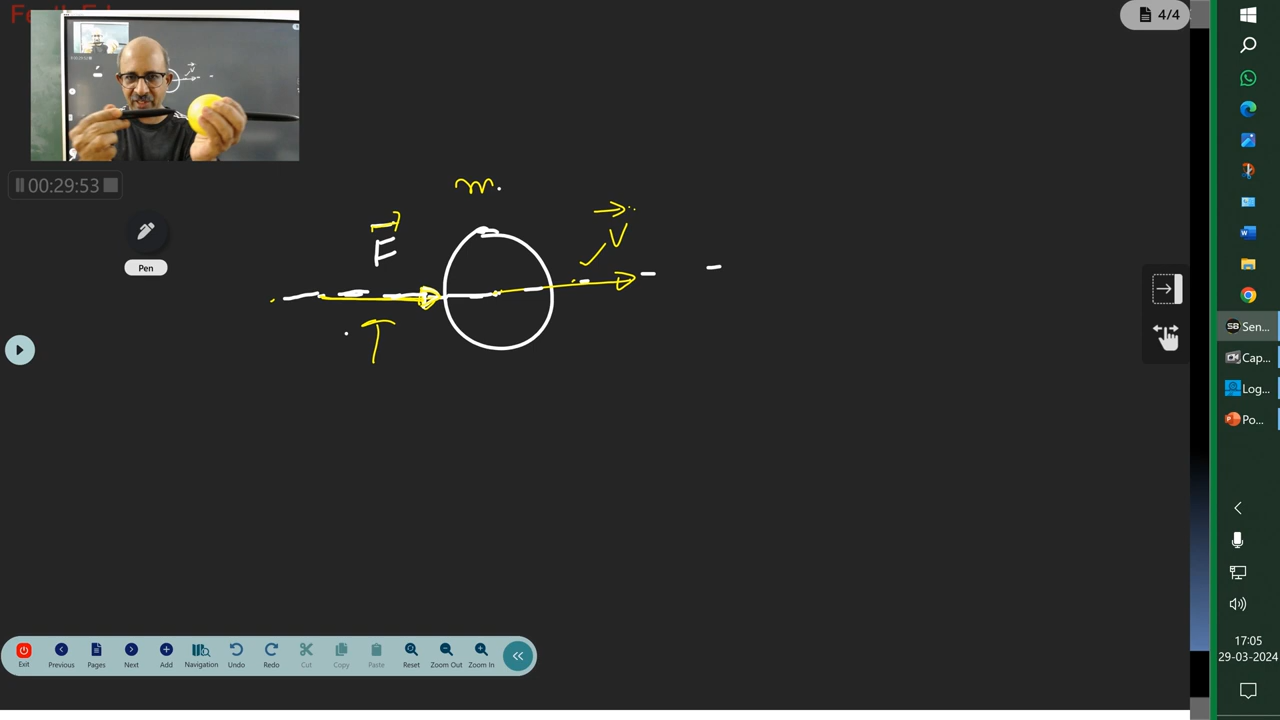 4/4
00:29:53
Pen
m
F
V
T
Exit
Previous
Pages
Next
Add
Navigation
Undo
Redo
Cut
Copy
Paste
Reset
Zoom Out
Zoom In
SB Sen...
Cap...
Log...
Po...
17:05
29-03-2024